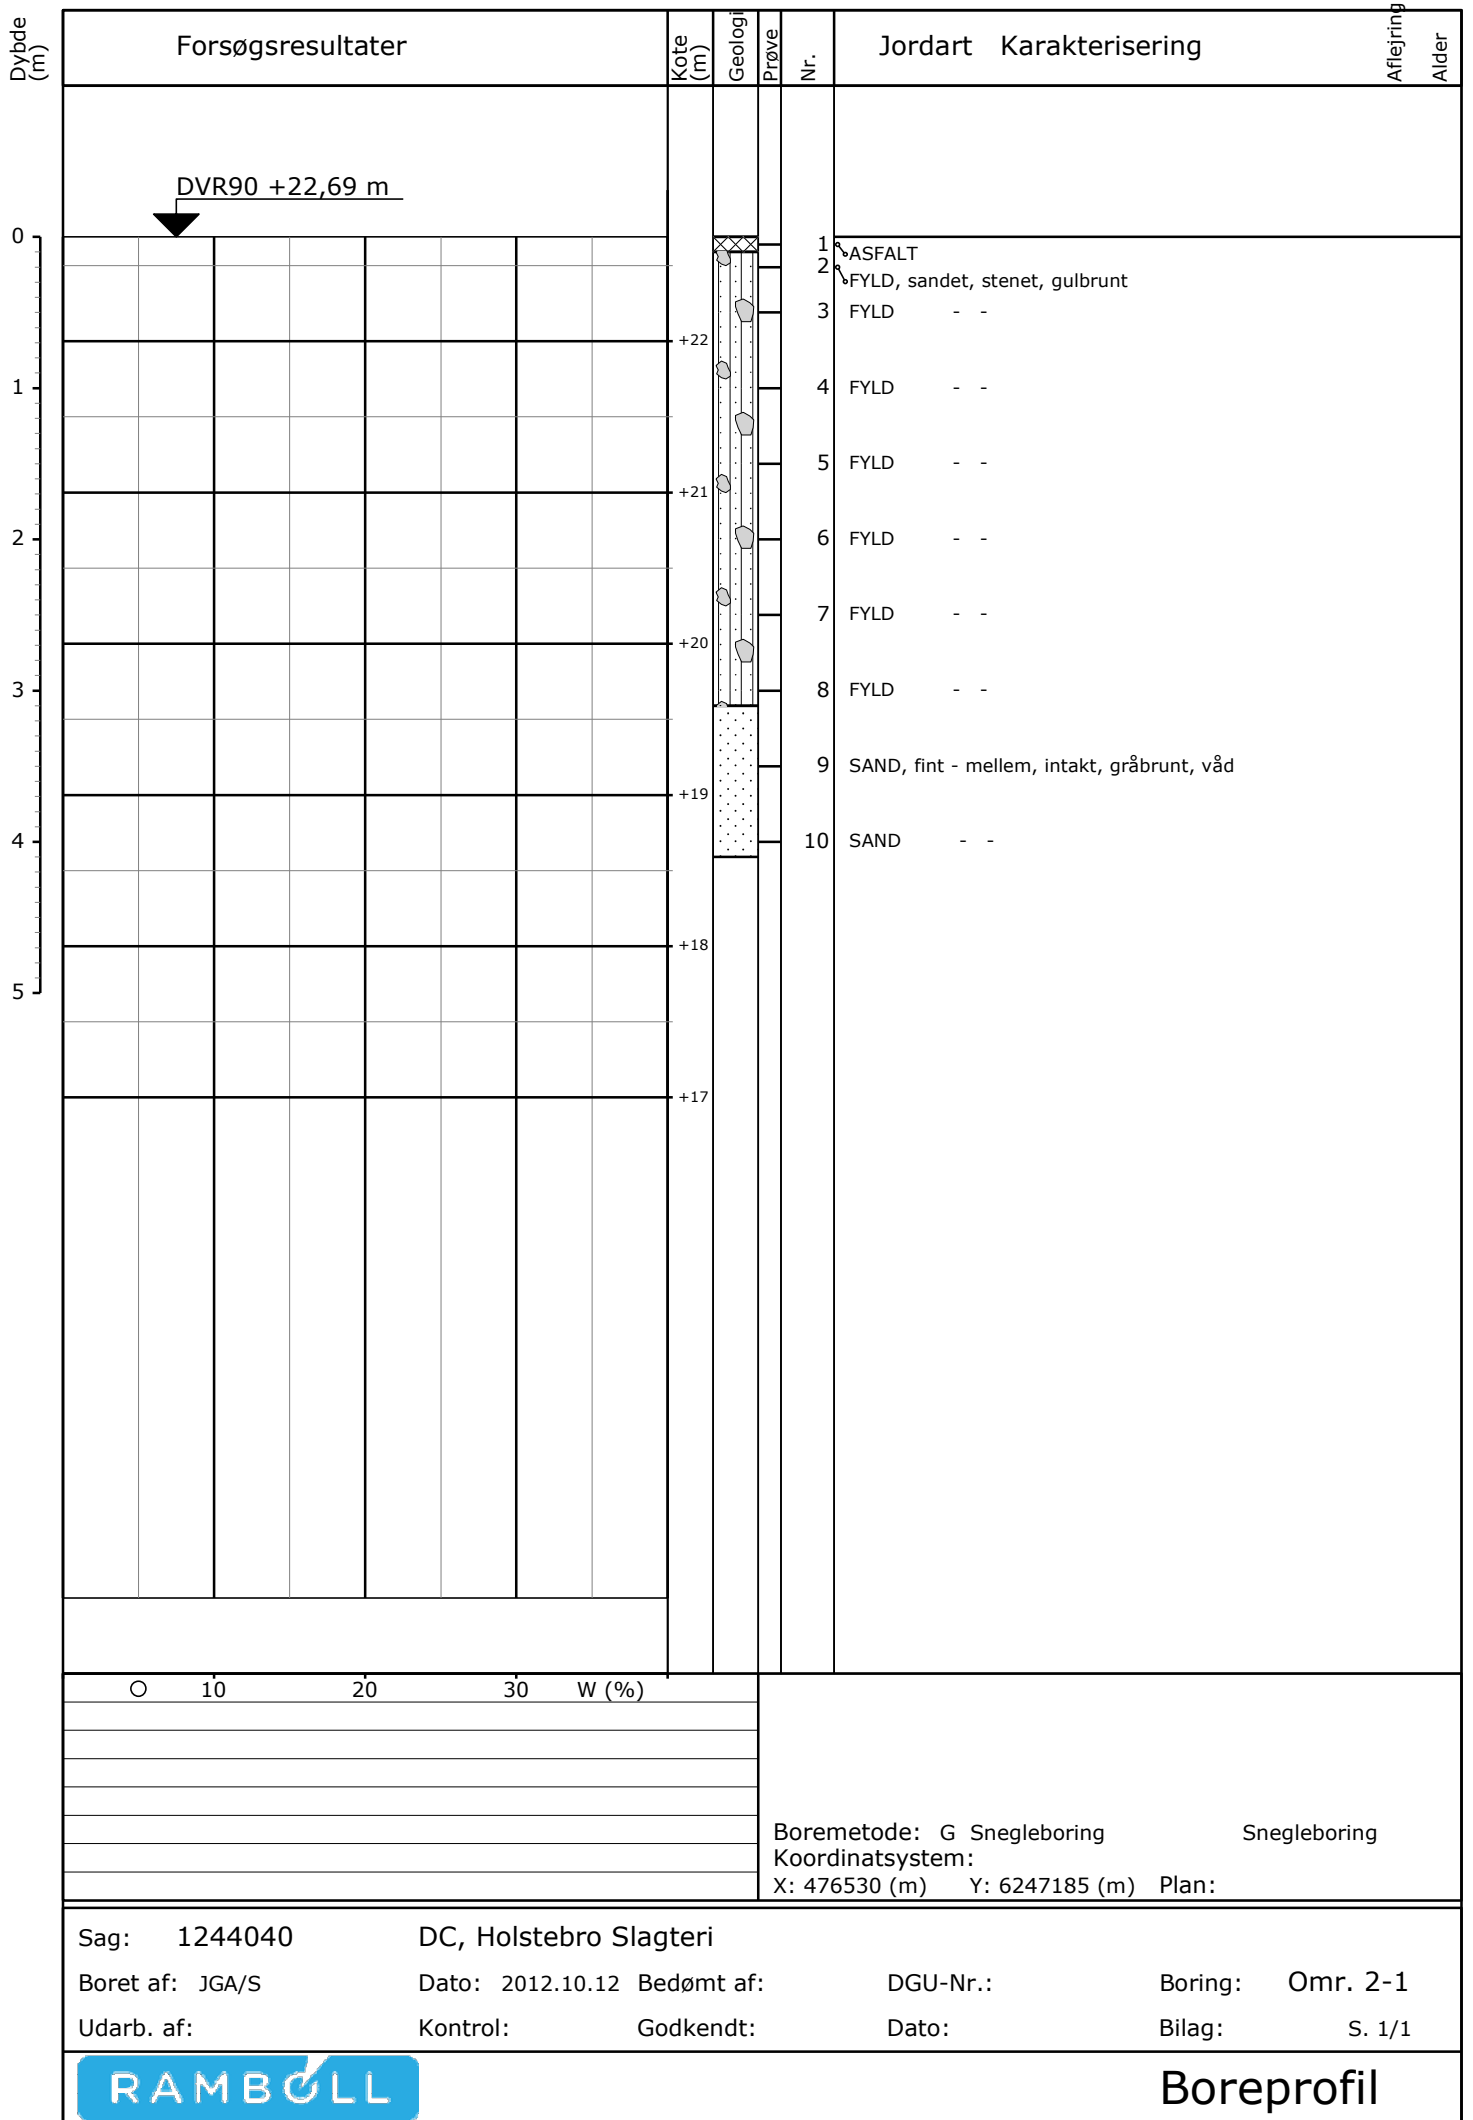 Dybde (m)
Forsøgsresultater
Kote (m)
Geologi
Prøve
Nr.
Jordart Karakterisering
Aflejring
Alder
DVR90 +22,69 m
0
1
2
3
4
5
+22
+21
+20
+19
+18
+17
1 ASFALT
2 FYLD, sandet, stenet, gulbrunt
3 FYLD - -
4 FYLD - -
5 FYLD - -
6 FYLD - -
7 FYLD - -
8 FYLD - -
9 SAND, fint - mellem, intakt, gråbrunt, våd
10 SAND - -
10 20 30 W (%)
Boremetode: G Snegleboring Snegleboring
Koordinatsystem:
X: 476530 (m) Y: 6247185 (m) Plan:
Sag: 1244040 DC, Holstebro Slagteri
Boret af: JGA/S Dato: 2012.10.12 Bedømt af: DGU-Nr.: Boring: Omr. 2-1
Udarb. af: Kontrol: Godkendt: Dato: Bilag: S. 1/1
RAMBØLL
Boreprofil